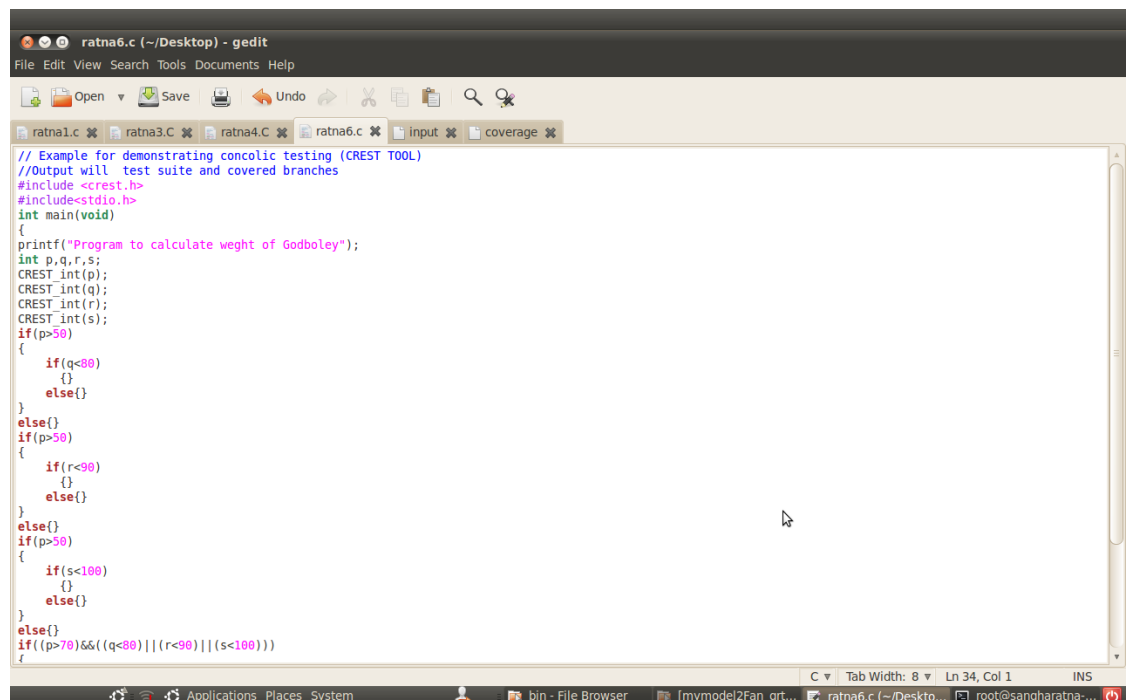 ratna6.c (~/Desktop) - gedit
File Edit View Search Tools Documents Help
Open Save Undo
ratna1.c ratna3.C ratna4.C ratna6.c input coverage
// Example for demonstrating concolic testing (CREST TOOL)
//Output will  test suite and covered branches
#include <crest.h>
#include<stdio.h>
int main(void)
{
printf("Program to calculate weght of Godboley");
int p,q,r,s;
CREST_int(p);
CREST_int(q);
CREST_int(r);
CREST_int(s);
if(p>50)
{
    if(q<80)
      {}
    else{}
}
else{}
if(p>50)
{
    if(r<90)
      {}
    else{}
}
else{}
if(p>50)
{
    if(s<100)
      {}
    else{}
}
else{}
if((p>70)&&((q<80)||(r<90)||(s<100)))
{
C Tab Width: 8 Ln 34, Col 1 INS
Applications Places System bin - File Browser [mymodel2Fan_grt... ratna6.c (~/Deskto... root@sangharatna-...